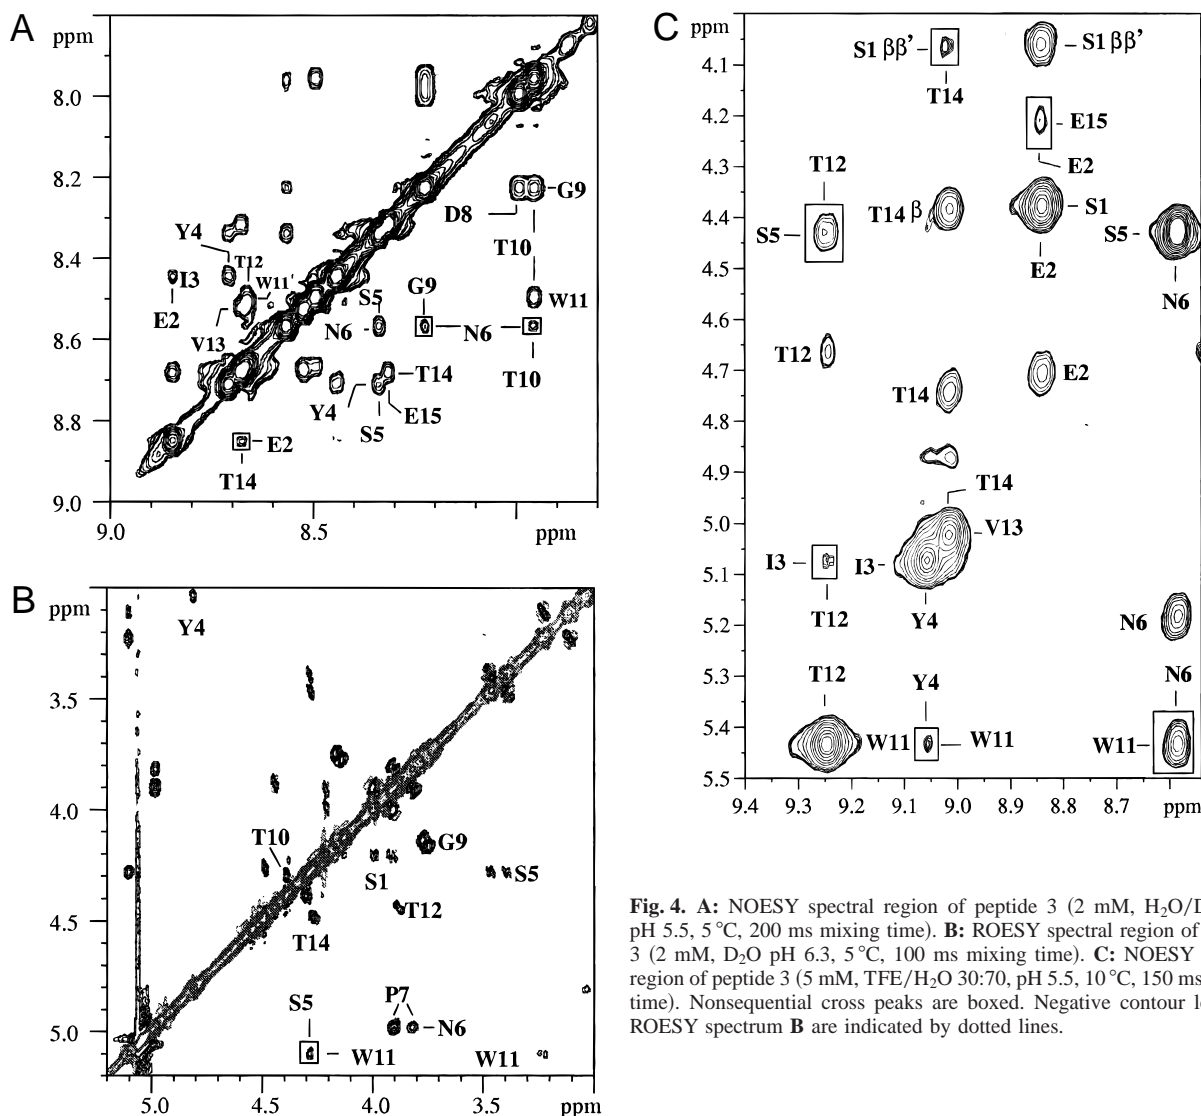 A
ppm
8.0
8.2
8.4
8.6
8.8
9.0
9.0
8.5
ppm
D8
G9
T10
Y4
T12
I3
W11'
E2
V13
S5
G9
W11
N6
N6
T10
T14
Y4
E15
S5
E2
T14
B
ppm
3.5
4.0
4.5
5.0
5.0
4.5
4.0
3.5
ppm
Y4
T10
G9
S1
S5
T12
T14
S5
P7
N6
W11
W11
C
4.1
4.2
4.3
4.4
4.5
4.6
4.7
4.8
4.9
5.0
5.1
5.2
5.3
5.4
5.5
ppm
9.4
9.3
9.2
9.1
9.0
8.9
8.8
8.7
ppm
S1 ββ'
S1 ββ'
T14
E15
E2
T12
T14 β
S1
S5
S5
E2
N6
T12
E2
T14
T14
V13
I3
I3
T12
Y4
N6
T12
Y4
N6
W11
W11
W11
Fig. 4. A: NOESY spectral region of peptide 3 (2 mM, H₂O/D
pH 5.5, 5 °C, 200 ms mixing time). B: ROESY spectral region of
3 (2 mM, D₂O pH 6.3, 5 °C, 100 ms mixing time). C: NOESY
region of peptide 3 (5 mM, TFE/H₂O 30:70, pH 5.5, 10 °C, 150 ms
time). Nonsequential cross peaks are boxed. Negative contour l
ROESY spectrum B are indicated by dotted lines.